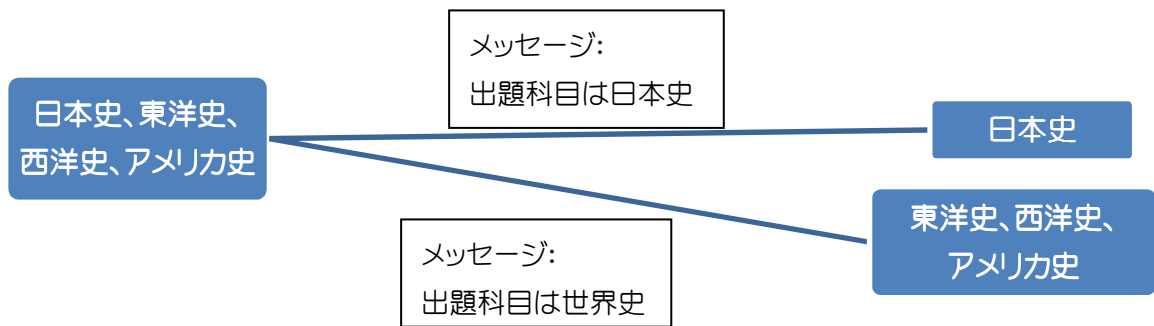 メッセージ:
出題科目は日本史
日本史、東洋史、
西洋史、アメリカ史
日本史
東洋史、西洋史、
アメリカ史
メッセージ:
出題科目は世界史